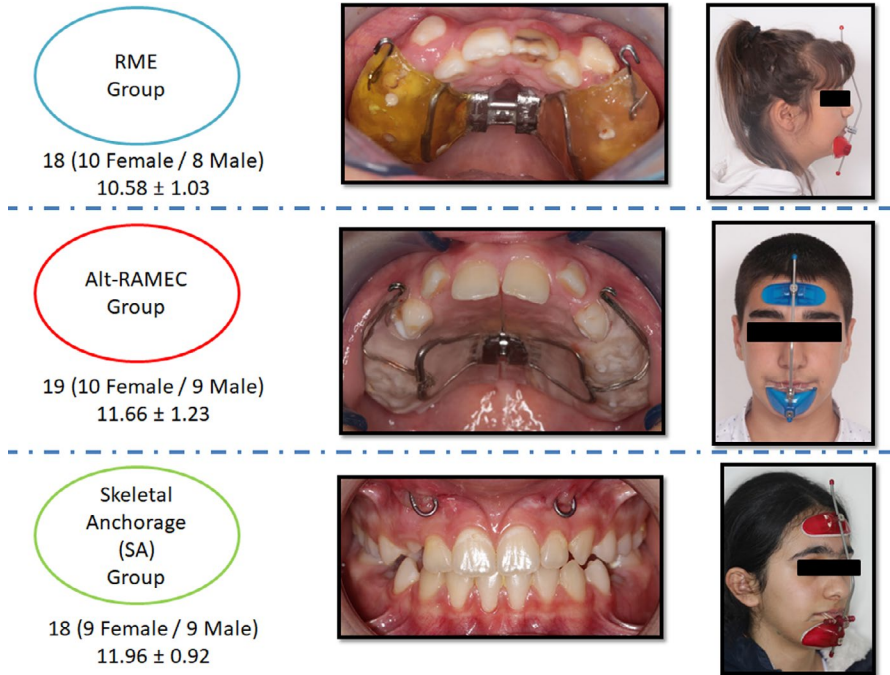 RME
Group
18 (10 Female / 8 Male)
10.58 ± 1.03
Alt-RAMEC
Group
19 (10 Female / 9 Male)
11.66 ± 1.23
Skeletal
Anchorage
(SA)
Group
18 (9 Female / 9 Male)
11.96 ± 0.92